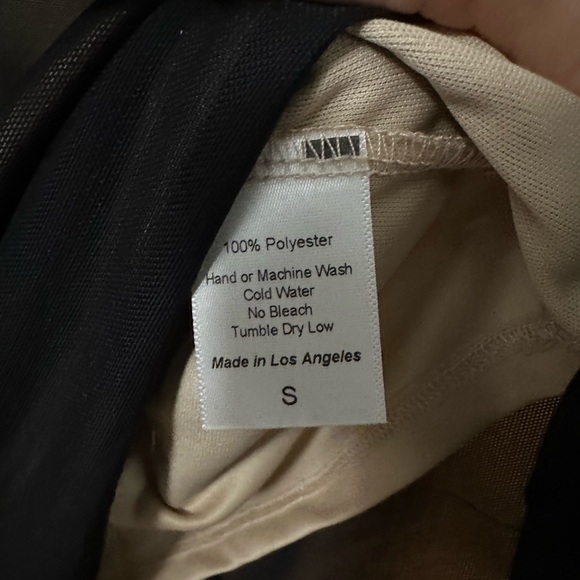 100% Polyester
Hand or Machine Wash
Cold Water
No Bleach
Tumble Dry Low
Made in Los Angeles
S